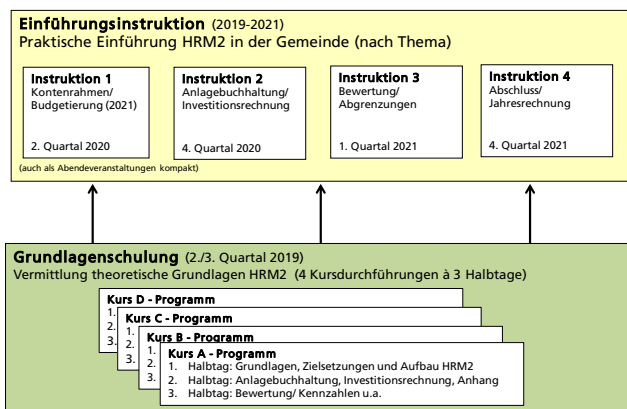 Einführungsinstruktion (2019-2021)
Praktische Einführung HRM2 in der Gemeinde (nach Thema)
Instruktion 1
Kontenrahmen/
Budgetierung (2021)
2. Quartal 2020
Instruktion 2
Anlagebuchhaltung/
Investitionsrechnung
4. Quartal 2020
Instruktion 3
Bewertung/
Abgrenzungen
1. Quartal 2021
Instruktion 4
Abschluss/
Jahresrechnung
4. Quartal 2021
(auch als Abendeveranstaltungen kompakt)
Grundlagenschulung (2./3. Quartal 2019)
Vermittlung theoretische Grundlagen HRM2 (4 Kursdurchführungen à 3 Halbtage)
Kurs D - Programm
1.
2.
3.
Kurs C - Programm
1.
2.
3.
Kurs B - Programm
1.
2.
3.
Kurs A - Programm
1. Halbtag: Grundlagen, Zielsetzungen und Aufbau HRM2
2. Halbtag: Anlagebuchhaltung, Investitionsrechnung, Anhang
3. Halbtag: Bewertung/ Kennzahlen u.a.